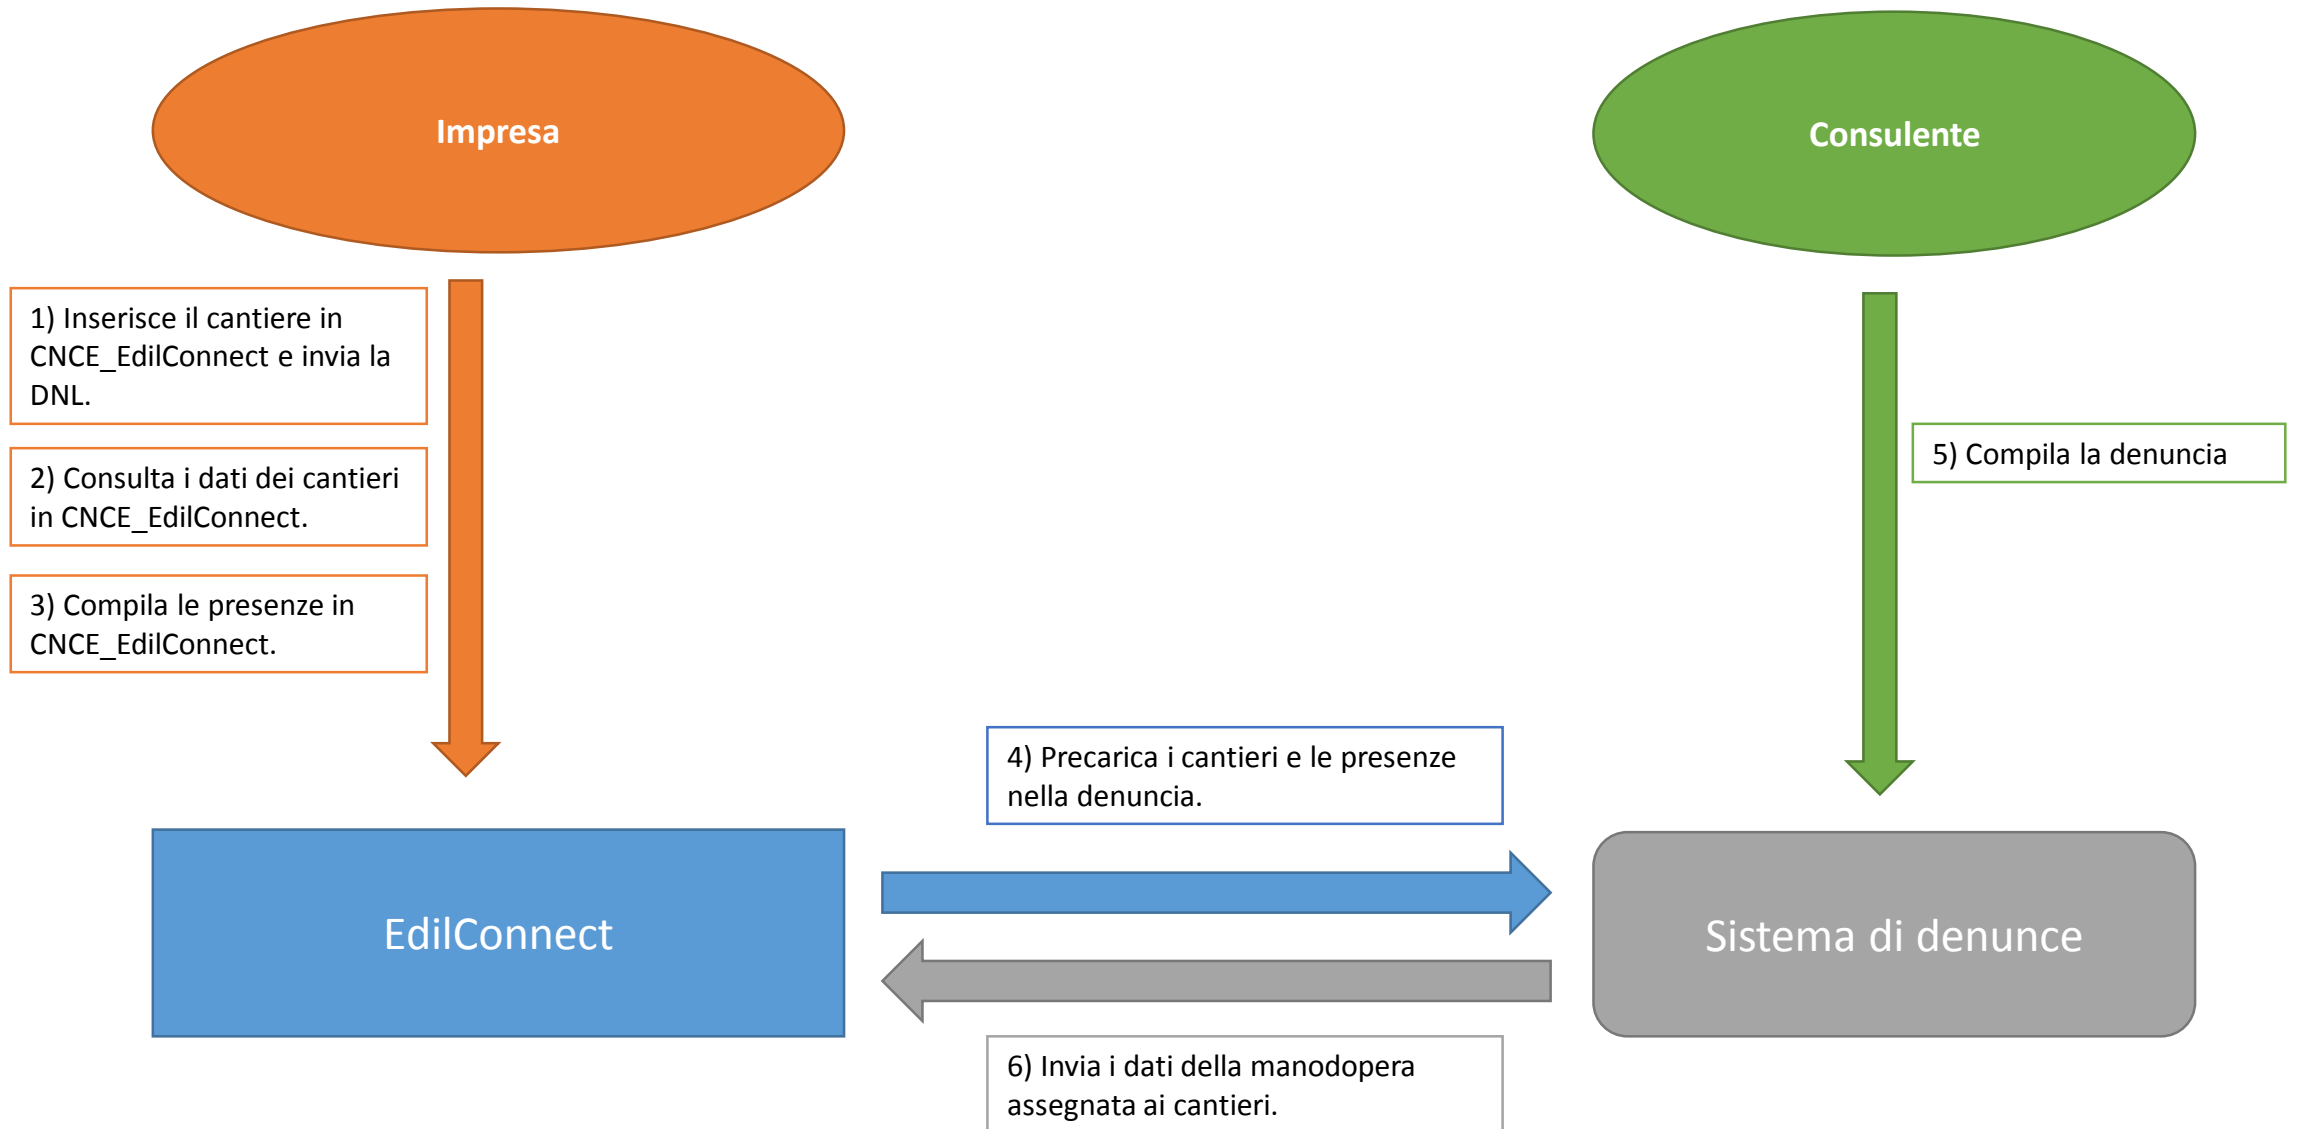 Impresa
Consulente
1) Inserisce il cantiere in
CNCE_EdilConnect e invia la
DNL.
2) Consulta i dati dei cantieri
in CNCE_EdilConnect.
3) Compila le presenze in
CNCE_EdilConnect.
5) Compila la denuncia
4) Precarica i cantieri e le presenze
nella denuncia.
EdilConnect
Sistema di denunce
6) Invia i dati della manodopera
assegnata ai cantieri.